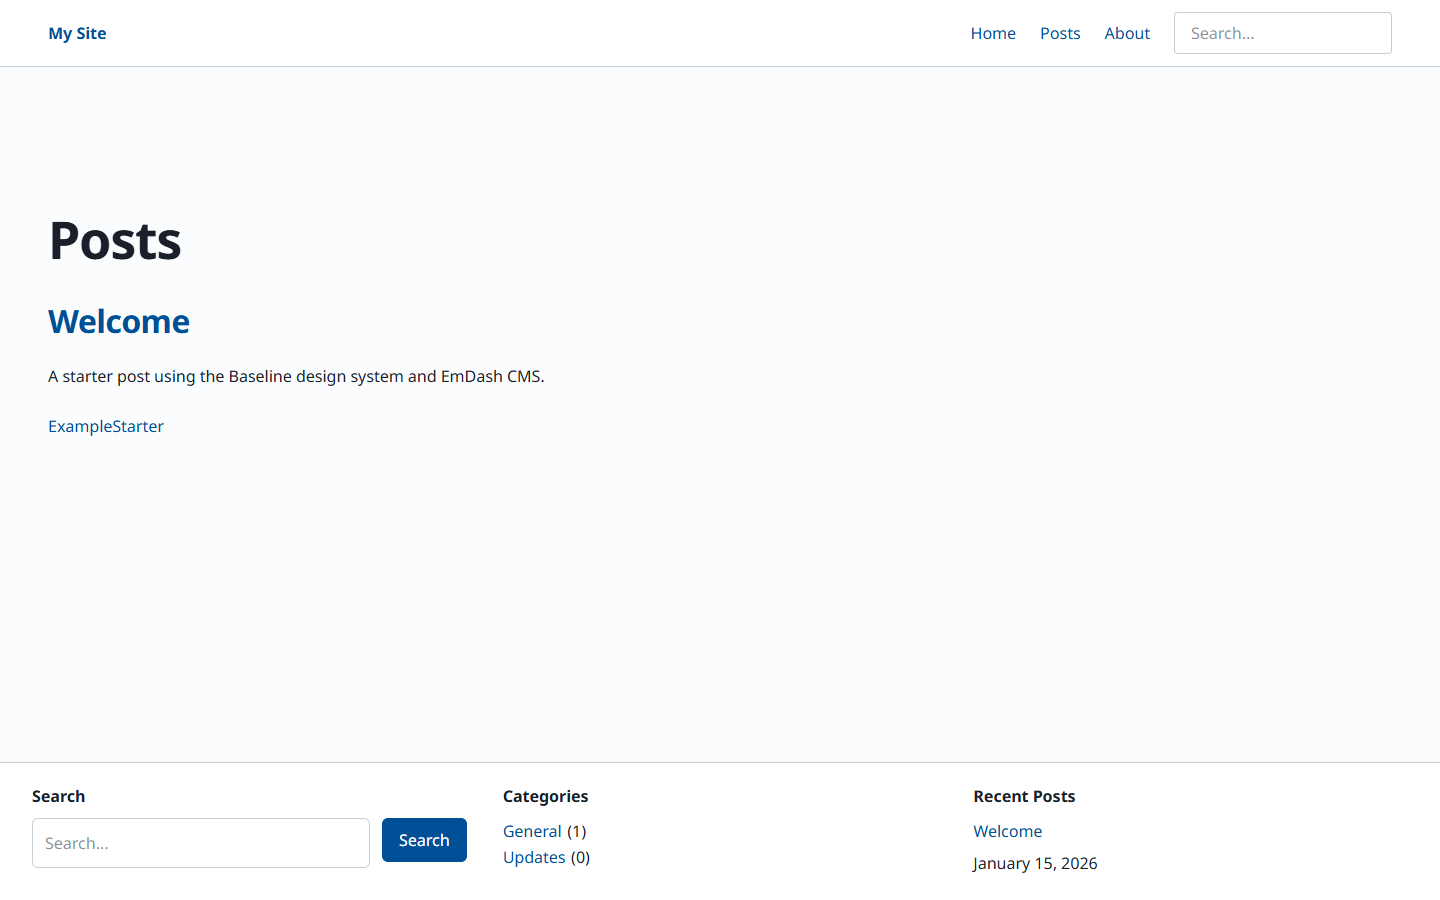 My Site
Home Posts About Search...
Posts
Welcome
A starter post using the Baseline design system and EmDash CMS.
ExampleStarter
Search
Search...
Search
Categories
General (1)
Updates (0)
Recent Posts
Welcome
January 15, 2026